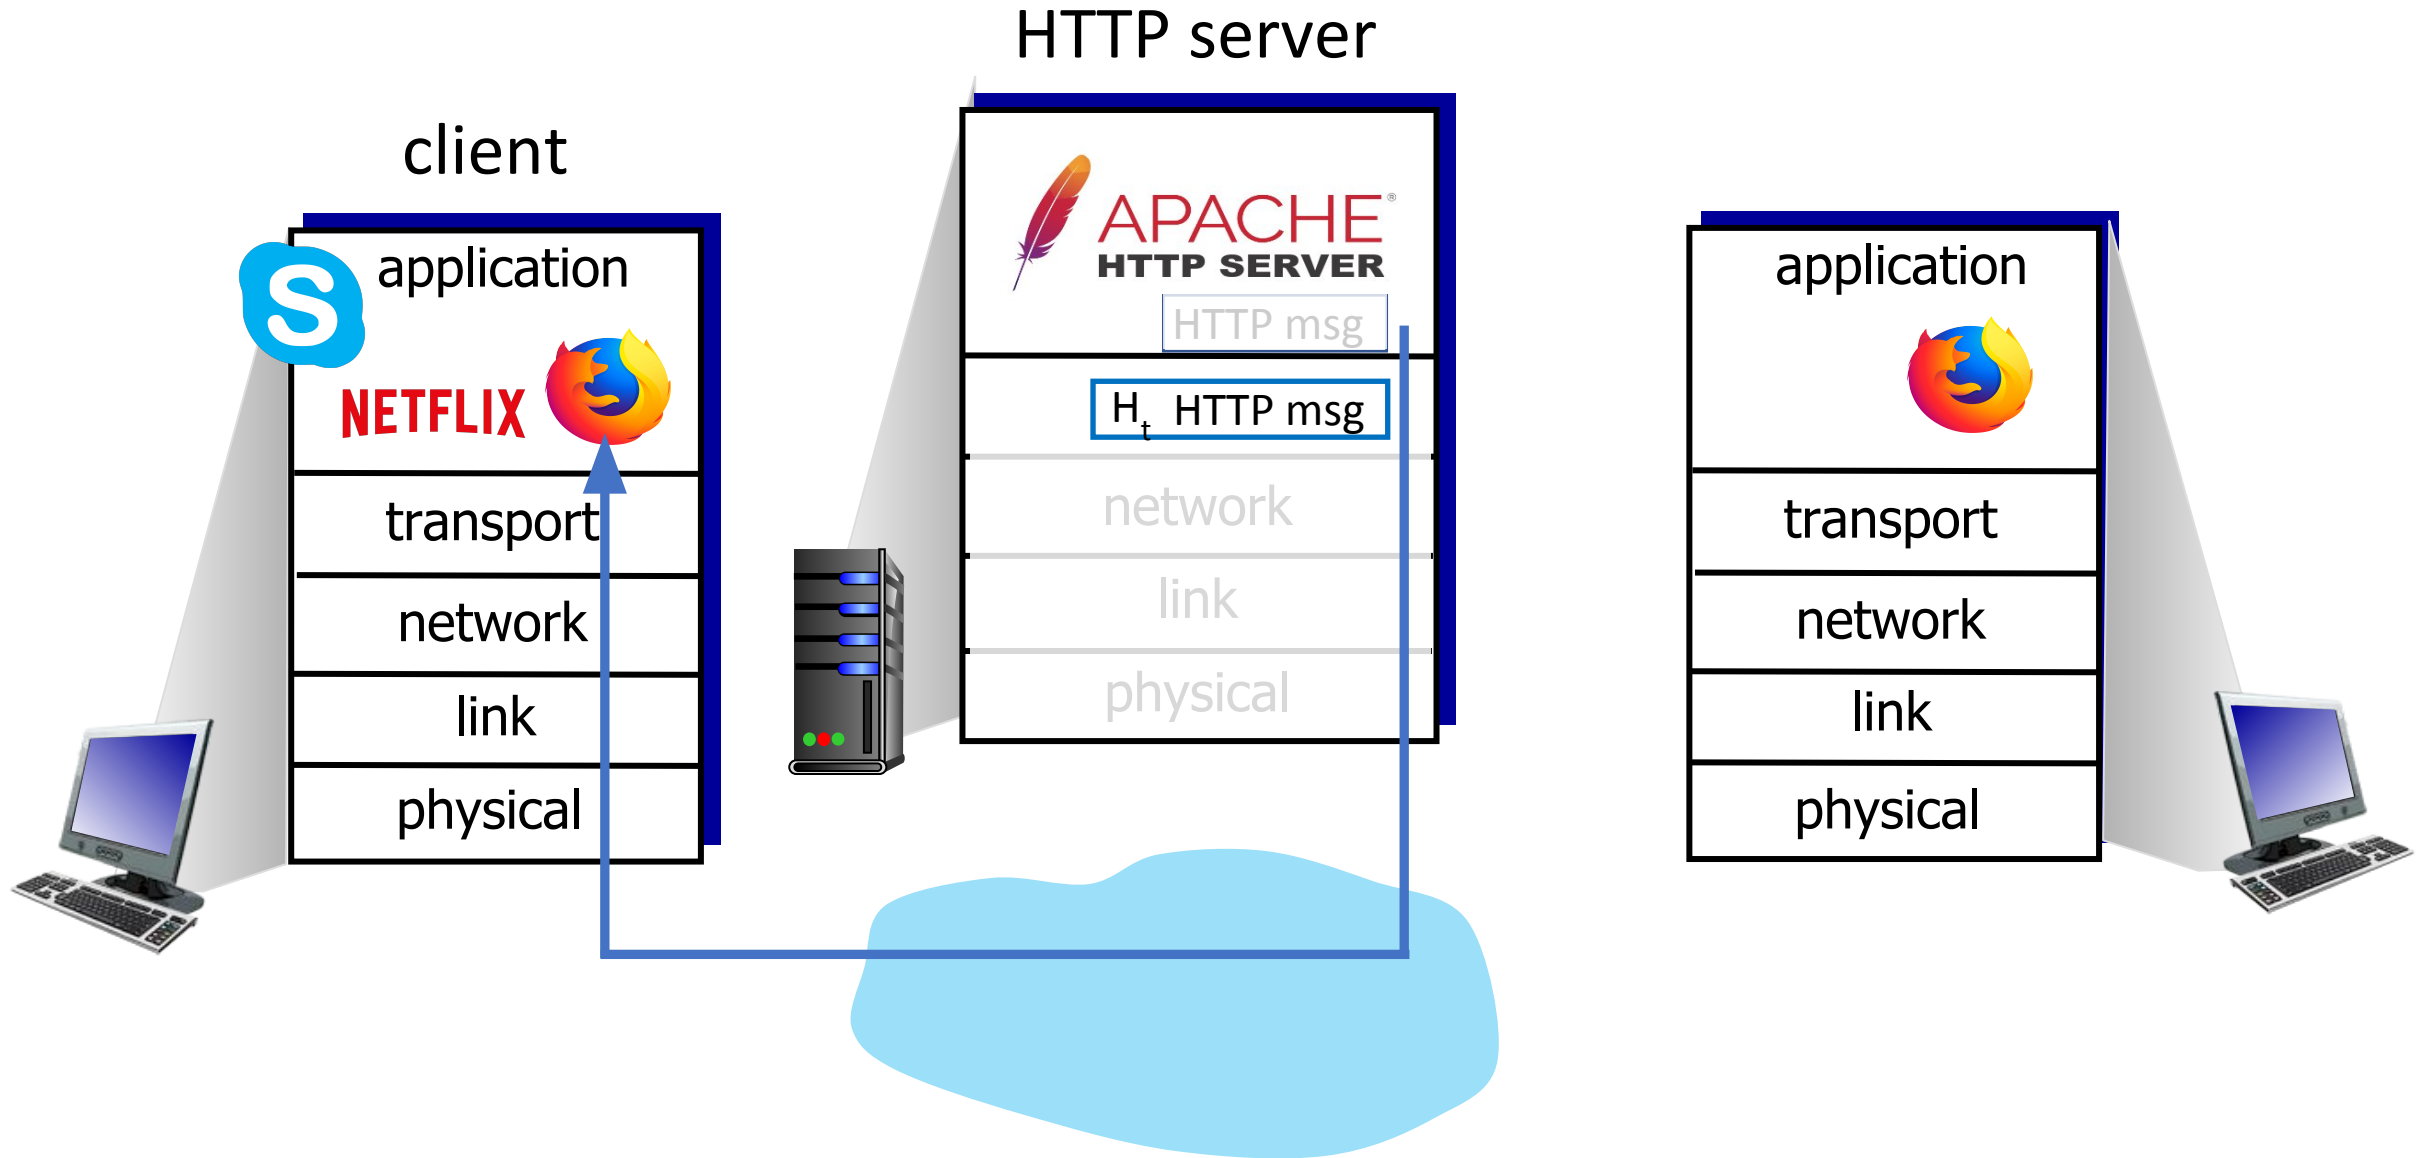 HTTP server
client
application
S
NETFLIX
transport
network
link
physical
APACHE®
HTTP SERVER
HTTP msg
Ht HTTP msg
network
link
physical
application
transport
network
link
physical